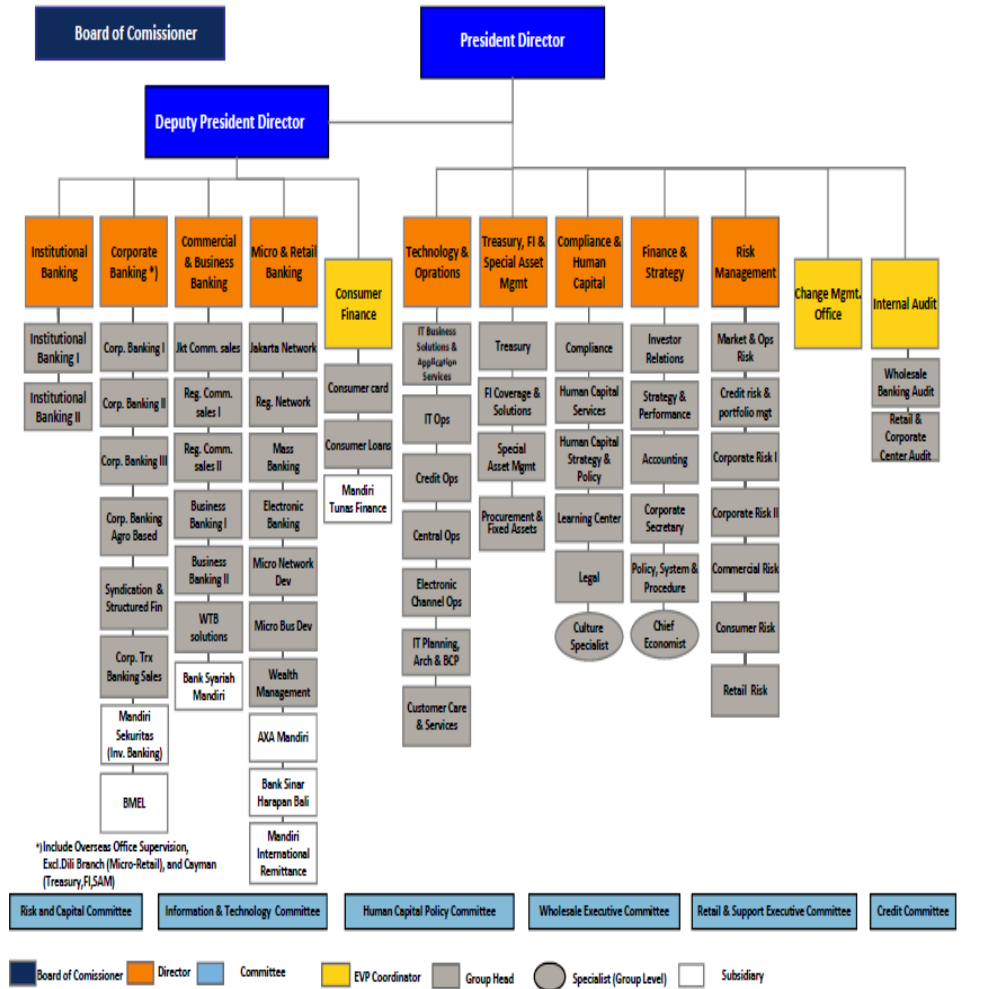 Board of Comissioner
President Director
Deputy President Director
Institutional
Banking
Corporate
Banking *)
Commercial
& Business
Banking
Micro & Retail
Banking
Consumer
Finance
Technology &
Oprations
Treasury, FI &
Special Asset
Mgmt
Compliance &
Human
Capital
Finance &
Strategy
Risk
Management
Change Mgmt.
Office
Internal Audit
Institutional
Banking I
Institutional
Banking II
Corp. Banking I
Corp. Banking II
Corp. Banking III
Corp. Banking
Agro Based
Syndication &
Structured Fin
Corp. Trx
Banking Sales
Mandiri
Sekuritas
(Inv. Banking)
BMEL
Jkt Comm. sales
Reg. Comm.
sales I
Reg. Comm.
sales II
Business
Banking I
Business
Banking II
WTB
solutions
Bank Syariah
Mandiri
Jakarta Network
Reg. Network
Mass
Banking
Electronic
Banking
Micro Network
Dev
Micro Bus Dev
Wealth
Management
AXA Mandiri
Bank Sinar
Harapan Bali
Mandiri
International
Remittance
Consumer card
Consumer Loans
Mandiri
Tunas Finance
IT Business
Solutions &
Application
Services
IT Ops
Credit Ops
Central Ops
Electronic
Channel Ops
IT Planning,
Arch & BCP
Customer Care
& Services
Treasury
FI Coverage &
Solutions
Special
Asset Mgmt
Procurement &
Fixed Assets
Compliance
Human Capital
Services
Human Capital
Strategy &
Policy
Learning Center
Legal
Culture
Specialist
Investor
Relations
Strategy &
Performance
Accounting
Corporate
Secretary
Policy, System &
Procedure
Chief
Economist
Market & Ops
Risk
Credit risk &
portfolio mgt
Corporate Risk I
Corporate Risk II
Commercial Risk
Consumer Risk
Retail Risk
Wholesale
Banking Audit
Retail &
Corporate
Center Audit
*) Include Overseas Office Supervision,
Excl.Dili Branch (Micro-Retail), and Cayman
(Treasury,FI,SAM)
Risk and Capital Committee
Information & Technology Committee
Human Capital Policy Committee
Wholesale Executive Committee
Retail & Support Executive Committee
Credit Committee
Board of Comissioner
Director
Committee
EVP Coordinator
Group Head
Specialist (Group Level)
Subsidiary